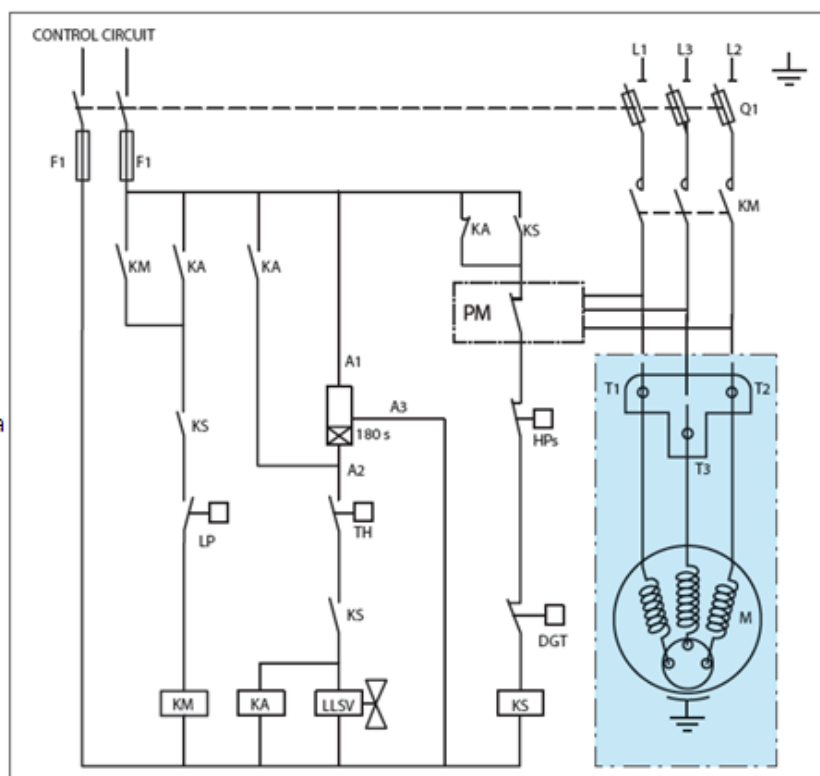 CONTROL CIRCUIT
L1 L3 L2
Q1
F1 F1
KM
KA KS
KM KA KA
PM
A1
T1 T2
a
A3
KS
180 s
HPs
A2
T3
LP
TH
KS
M
DGT
KM KA LLSV KS